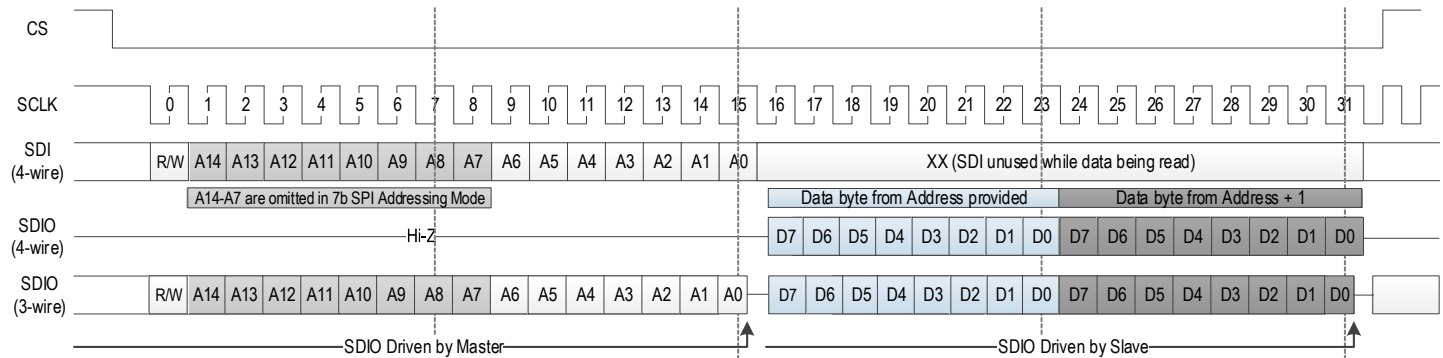 CS
SCLK 0 1 2 3 4 5 6 7 8 9 10 11 12 13 14 15 16 17 18 19 20 21 22 23 24 25 26 27 28 29 30 31
SDI
(4-wire)
R/W A14 A13 A12 A11 A10 A9 A8 A7 A6 A5 A4 A3 A2 A1 A0 XX (SDI unused while data being read)
A14-A7 are omitted in 7b SPI Addressing Mode
Data byte from Address provided Data byte from Address + 1
SDIO
(4-wire)
Hi-Z D7 D6 D5 D4 D3 D2 D1 D0 D7 D6 D5 D4 D3 D2 D1 D0
SDIO
(3-wire)
R/W A14 A13 A12 A11 A10 A9 A8 A7 A6 A5 A4 A3 A2 A1 A0 D7 D6 D5 D4 D3 D2 D1 D0 D7 D6 D5 D4 D3 D2 D1 D0
SDIO Driven by Master SDIO Driven by Slave